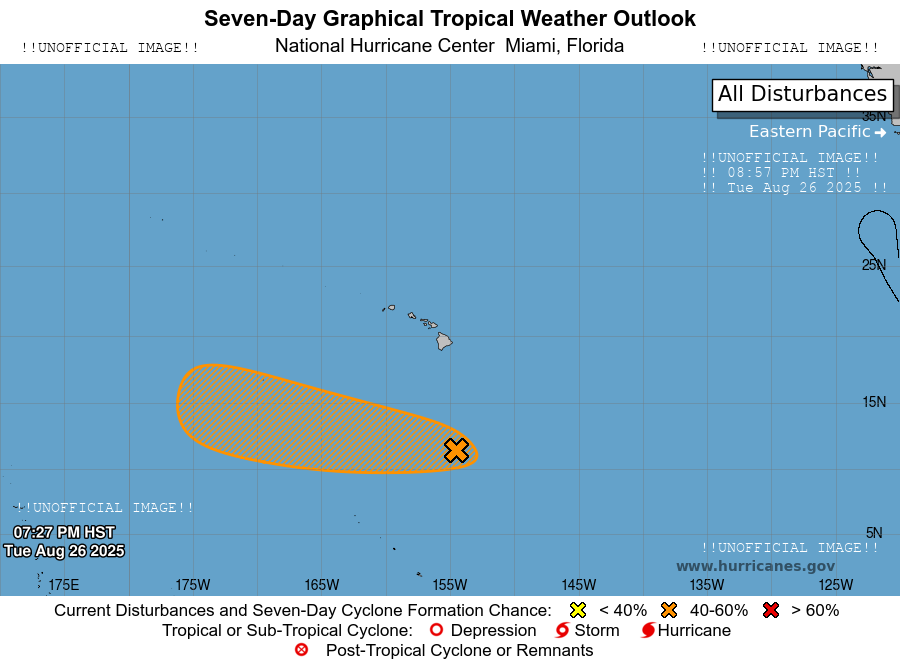 Seven-Day Graphical Tropical Weather Outlook
National Hurricane Center  Miami, Florida
!!UNOFFICIAL IMAGE!!
!!UNOFFICIAL IMAGE!!
All Disturbances
35N
Eastern Pacific
!!UNOFFICIAL IMAGE!!
!! 08:57 PM HST !!
!! Tue Aug 26 2025 !!
25N
15N
!!UNOFFICIAL IMAGE!!
07:27 PM HST
Tue Aug 26 2025
5N
!!UNOFFICIAL IMAGE!!
www.hurricanes.gov
175E 175W 165W 155W 145W 135W 125W
Current Disturbances and Seven-Day Cyclone Formation Chance: < 40% 40-60% > 60%
Tropical or Sub-Tropical Cyclone: Depression Storm Hurricane
Post-Tropical Cyclone or Remnants